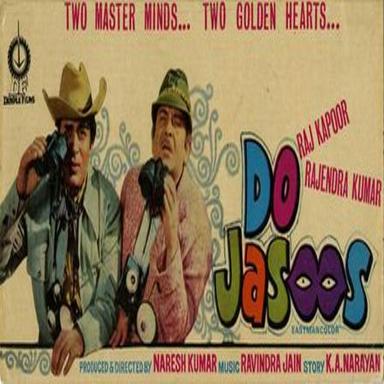 TWO MASTER MINDS... TWO GOLDEN HEARTS...
RAJ KAPOOR
RAJENDRA KUMAR
DO
JASOOS
EASTMANCOLOR
PRODUCED & DIRECTED BY NARESH KUMAR MUSIC RAVINDRA JAIN STORY K.A.NARAYAN